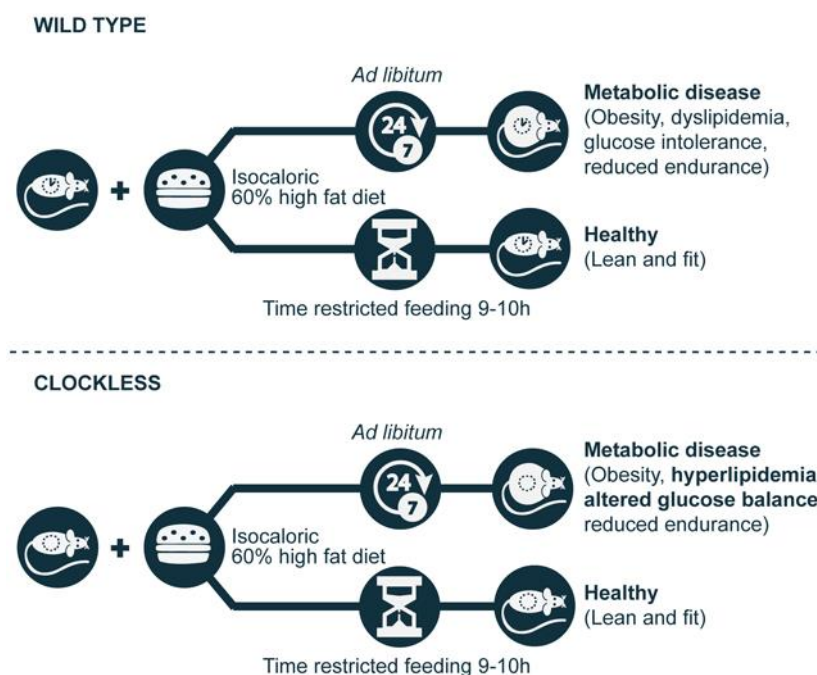 WILD TYPE
Ad libitum
24
7
Isocaloric
60% high fat diet
Metabolic disease
(Obesity, dyslipidemia,
glucose intolerance,
reduced endurance)
Healthy
(Lean and fit)
Time restricted feeding 9-10h
CLOCKLESS
Ad libitum
24
7
Isocaloric
60% high fat diet
Metabolic disease
(Obesity, hyperlipidemia
altered glucose balance
reduced endurance)
Healthy
(Lean and fit)
Time restricted feeding 9-10h